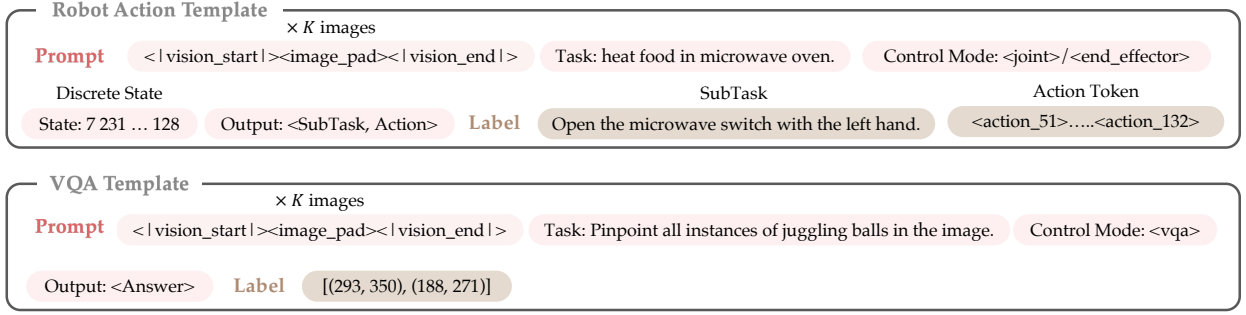 Robot Action Template
× K images
Prompt <|vision_start|><image_pad><|vision_end|> Task: heat food in microwave oven. Control Mode: <joint>/<end_effector>
Discrete State SubTask Action Token
State: 7 231 … 128 Output: <SubTask, Action> Label Open the microwave switch with the left hand. <action_51>…..<action_132>
VQA Template
× K images
Prompt <|vision_start|><image_pad><|vision_end|> Task: Pinpoint all instances of juggling balls in the image. Control Mode: <vqa>
Output: <Answer> Label [(293, 350), (188, 271)]